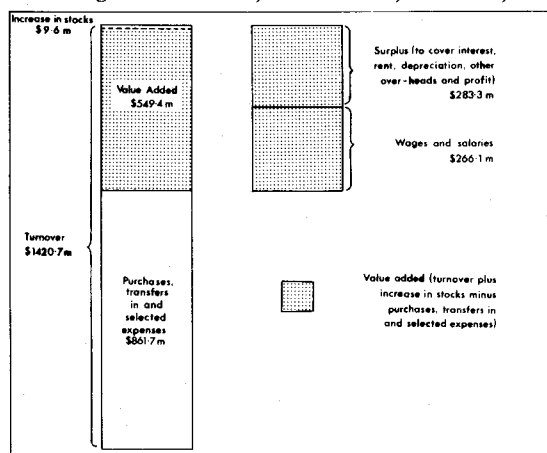 Increase in stocks
$9·6 m
Value Added
$549·4 m
Turnover
$1420·7m
Purchases,
transfers
in and
selected
expenses
$861·7 m
Surplus (to cover interest,
rent, depreciation, other
over-heads and profit)
$283·3 m
Wages and salaries
$266·1 m
Value added (turnover plus
increase in stocks minus
purchases, transfers in
and selected expenses)